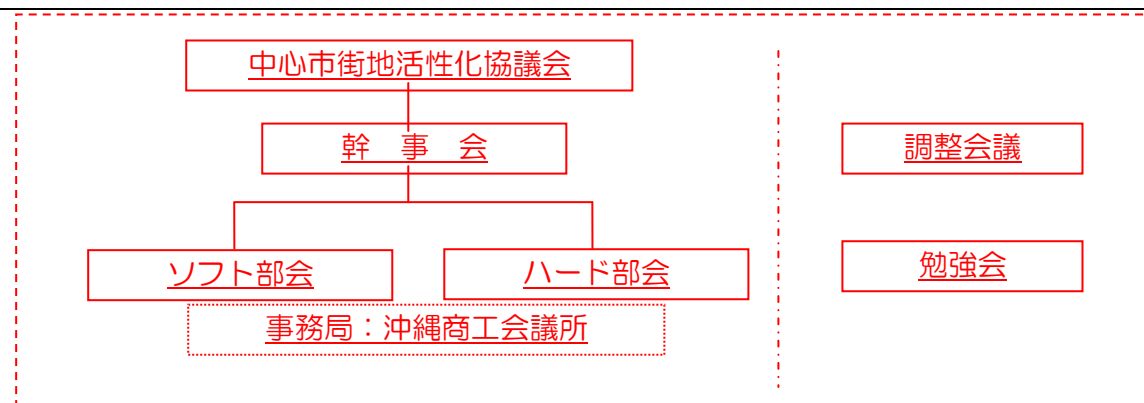 中心市街地活性化協議会
幹　事　会
ソフト部会
ハード部会
事務局：沖縄商工会議所
調整会議
勉強会